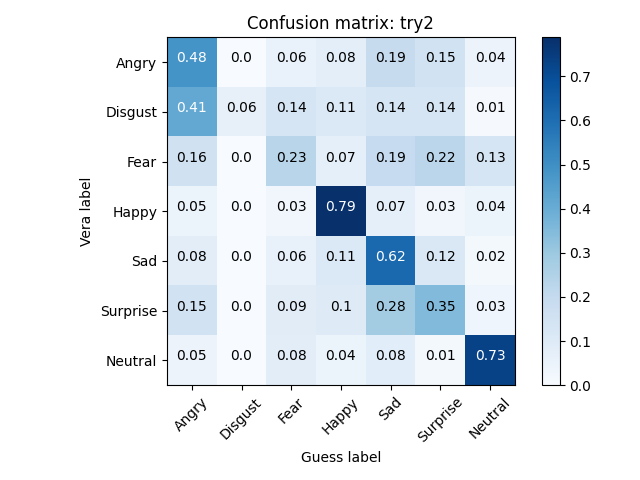 Confusion matrix: try2
Vera label
Angry 0.48 0.0 0.06 0.08 0.19 0.15 0.04
Disgust 0.41 0.06 0.14 0.11 0.14 0.14 0.01
Fear 0.16 0.0 0.23 0.07 0.19 0.22 0.13
Happy 0.05 0.0 0.03 0.79 0.07 0.03 0.04
Sad 0.08 0.0 0.06 0.11 0.62 0.12 0.02
Surprise 0.15 0.0 0.09 0.1 0.28 0.35 0.03
Neutral 0.05 0.0 0.08 0.04 0.08 0.01 0.73
Angry Disgust Fear Happy Sad Surprise Neutral
Guess label
0.7
0.6
0.5
0.4
0.3
0.2
0.1
0.0